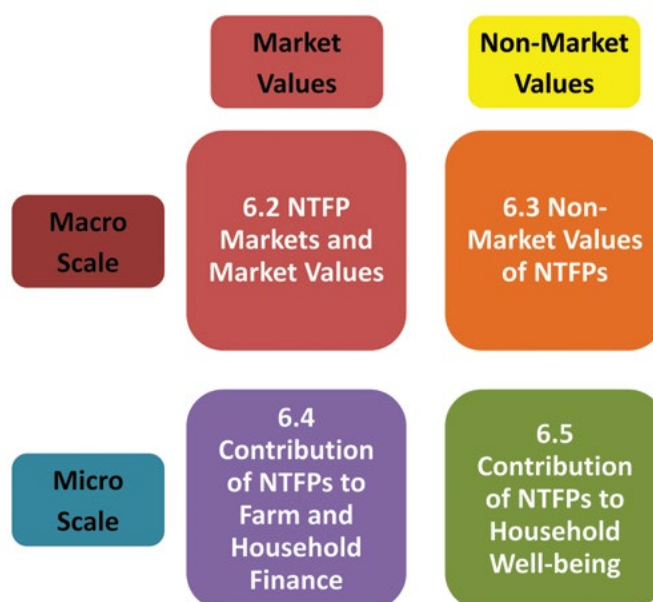 Market
Values
Non-Market
Values
Macro
Scale
6.2 NTFP
Markets and
Market Values
6.3 Non-
Market Values
of NTFPs
Micro
Scale
6.4
Contribution
of NTFPs to
Farm and
Household
Finance
6.5
Contribution
of NTFPs to
Household
Well-being